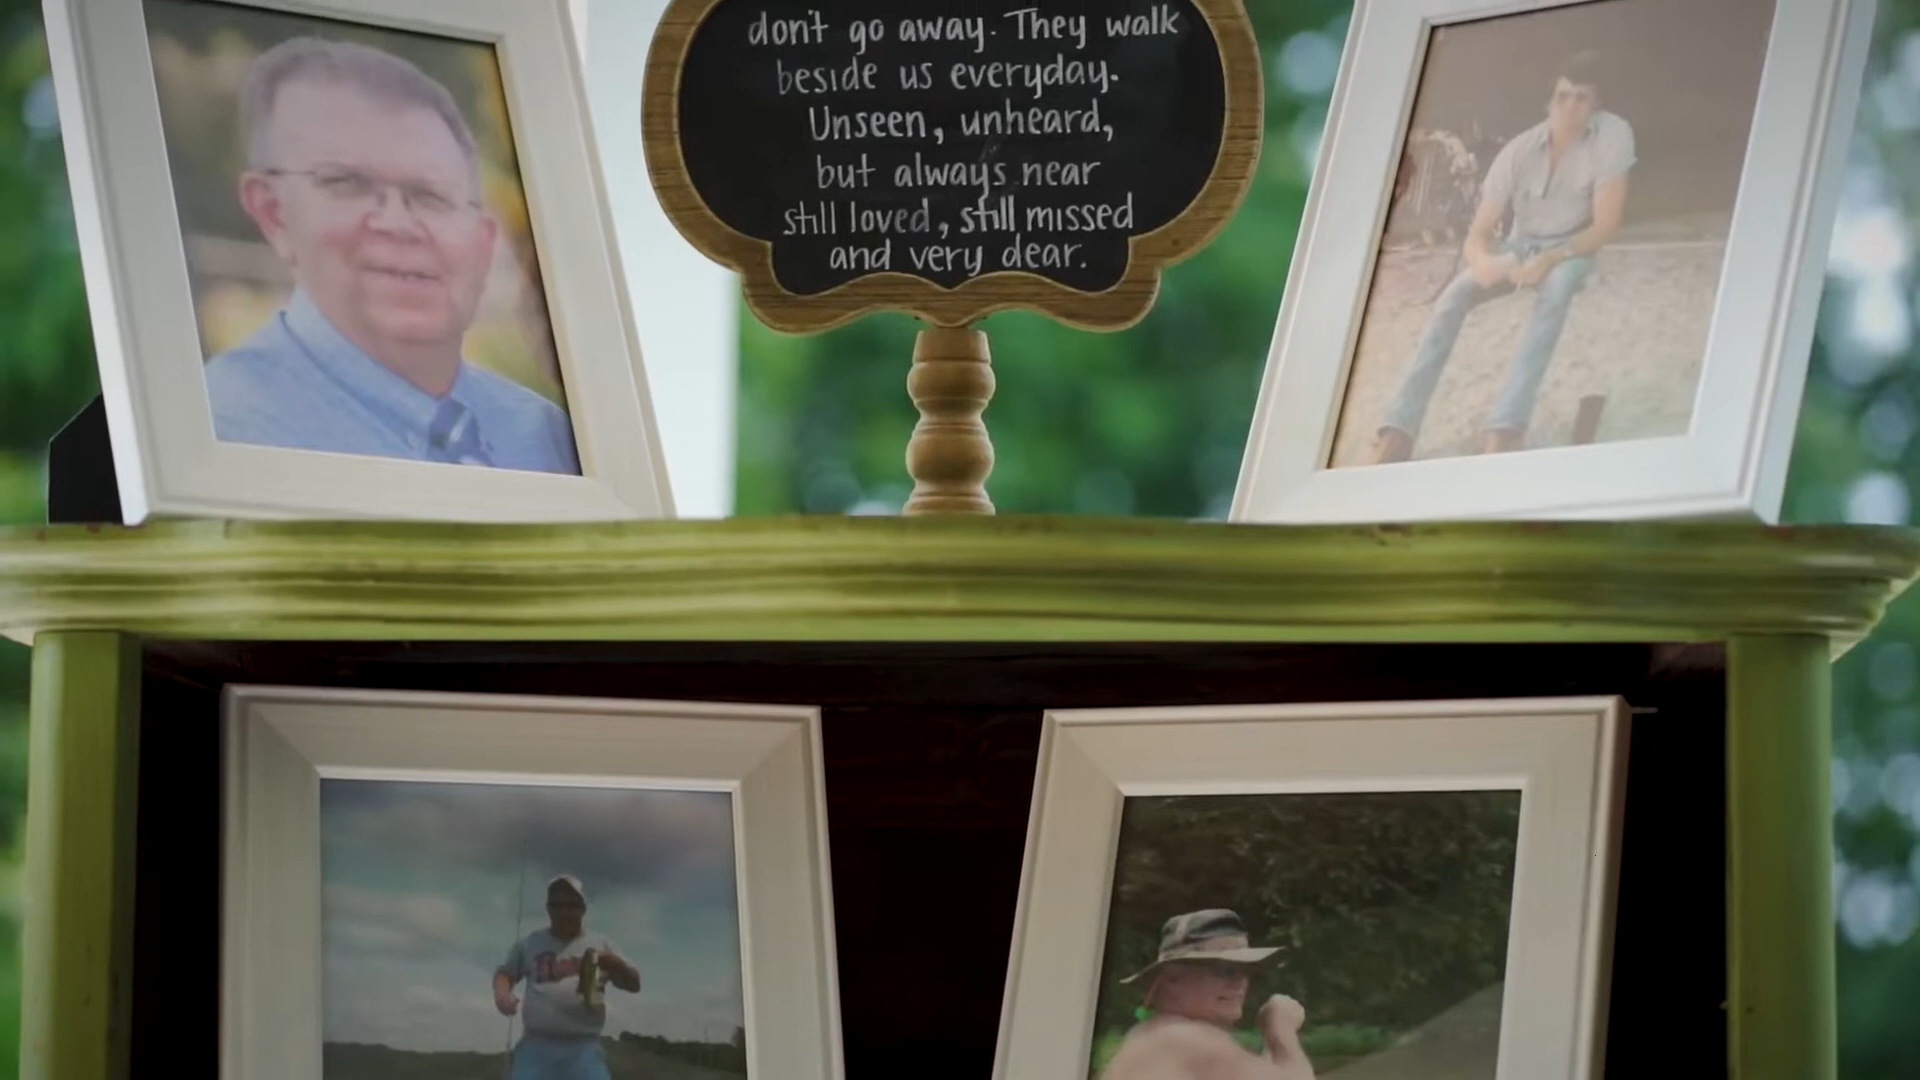 don't go away. They walk
beside us everyday.
Unseen, unheard,
but always near
still loved, still missed
and very dear.